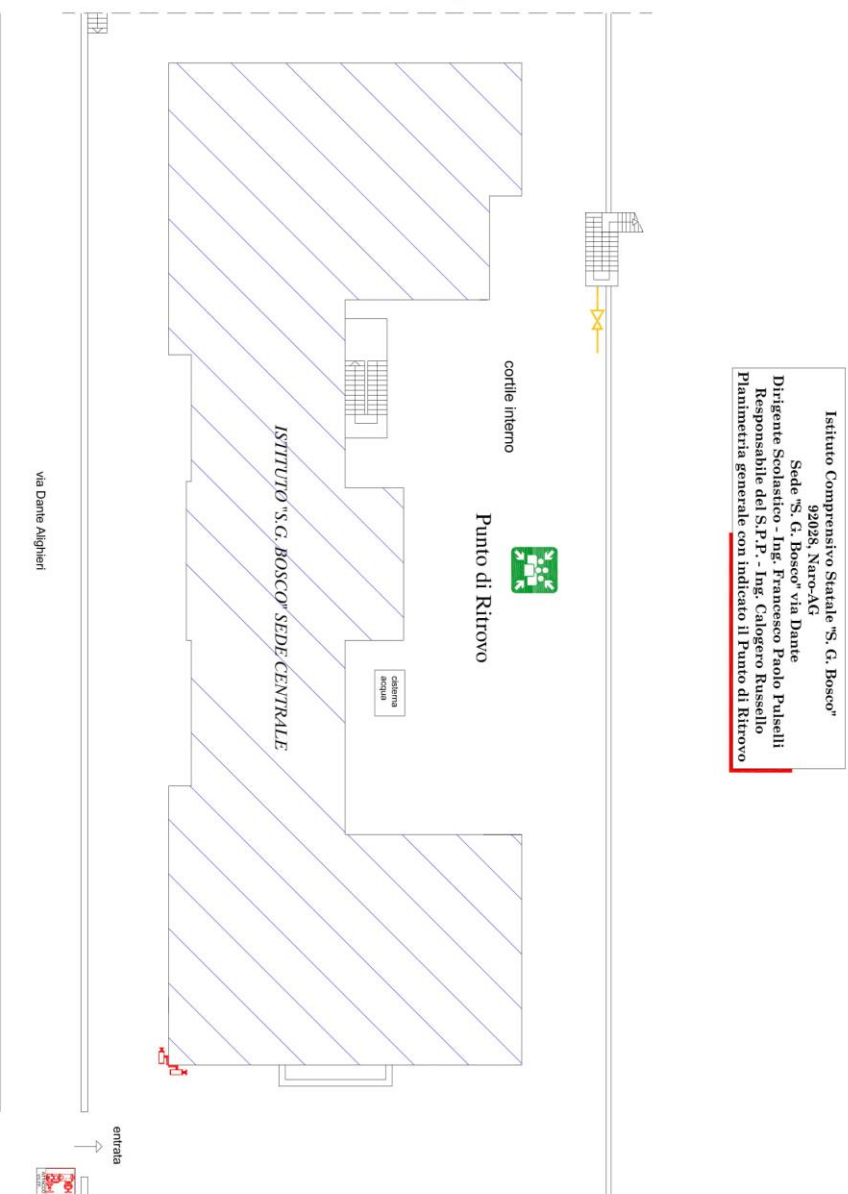 Istituto Comprensivo Statale "S. G. Bosco"
92028, Naro-AG
Sede "S. G. Bosco" via Dante
Dirigente Scolastico - Ing. Francesco Paolo Pulselli
Responsabile del S.P.P. - Ing. Calogero Russello
Planimetria generale con indicato il Punto di Ritrovo
cortile interno
Punto di Ritrovo
cisterna
acqua
ISTITUTO "S.G. BOSCO" SEDE CENTRALE
via Dante Alighieri
entrata